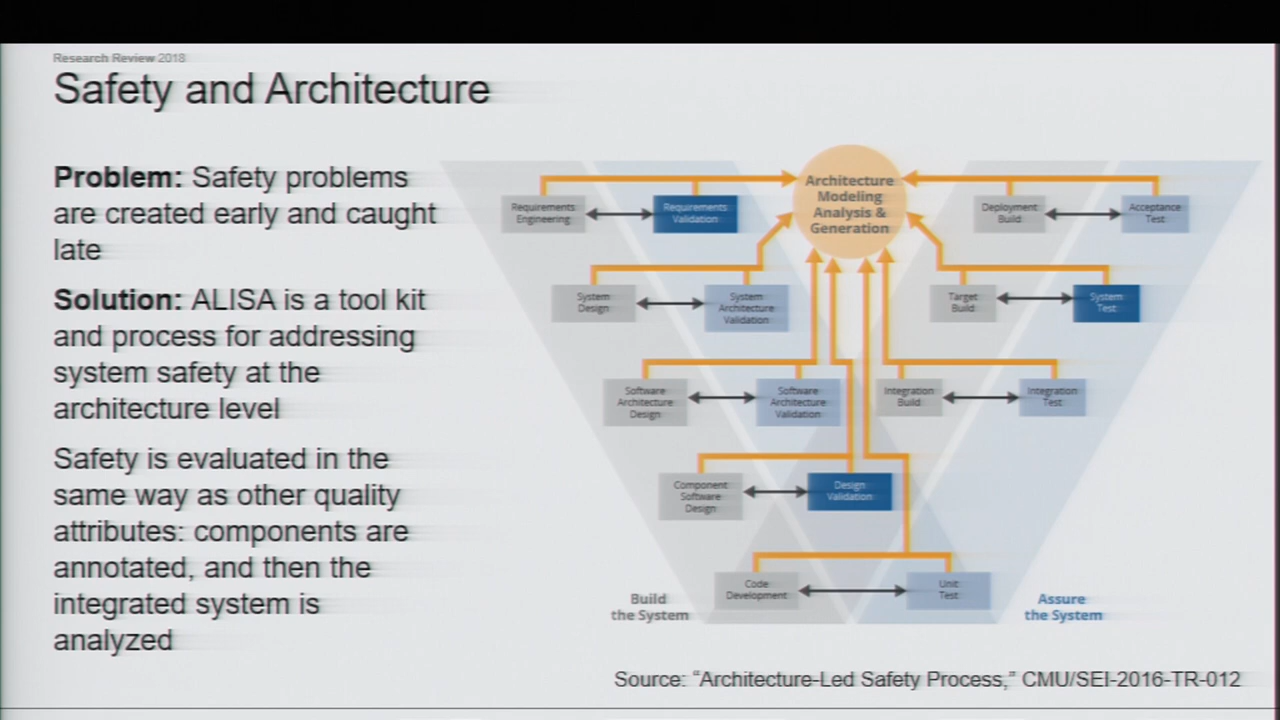 Research Review 2018
Safety and Architecture
Problem: Safety problems
are created early and caught
late
Solution: ALISA is a tool kit
and process for addressing
system safety at the
architecture level
Safety is evaluated in the
same way as other quality
attributes: components are
annotated, and then the
integrated system is
analyzed
Architecture
Modeling
Analysis &
Generation
Requirements
Engineering
Requirements
Validation
Deployment
Build
Acceptance
Test
System
Design
System
Architecture
Validation
Target
Build
System
Test
Software
Architecture
Design
Software
Architecture
Validation
Integration
Build
Integration
Test
Component
Software
Design
Design
Validation
Code
Development
Unit
Test
Build
the System
Assure
the System
Source: “Architecture-Led Safety Process,” CMU/SEI-2016-TR-012